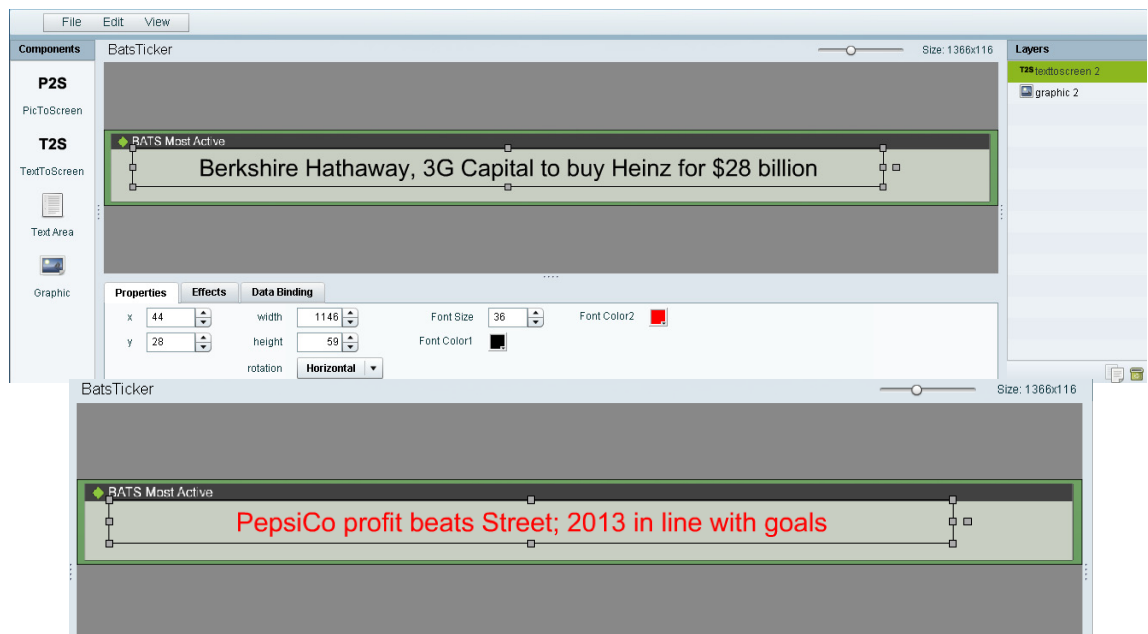 File Edit View
Components BatsTicker Size: 1366x116 Layers
P2S
PicToScreen
T2S
TextToScreen
Text Area
Graphic
T2S texttoscreen 2
graphic 2
BATS Most Active
Berkshire Hathaway, 3G Capital to buy Heinz for $28 billion
Properties Effects Data Binding
x 44 width 1146 Font Size 36 Font Color2
y 28 height 59 Font Color1
rotation Horizontal
BatsTicker Size: 1366x116
BATS Most Active
PepsiCo profit beats Street; 2013 in line with goals